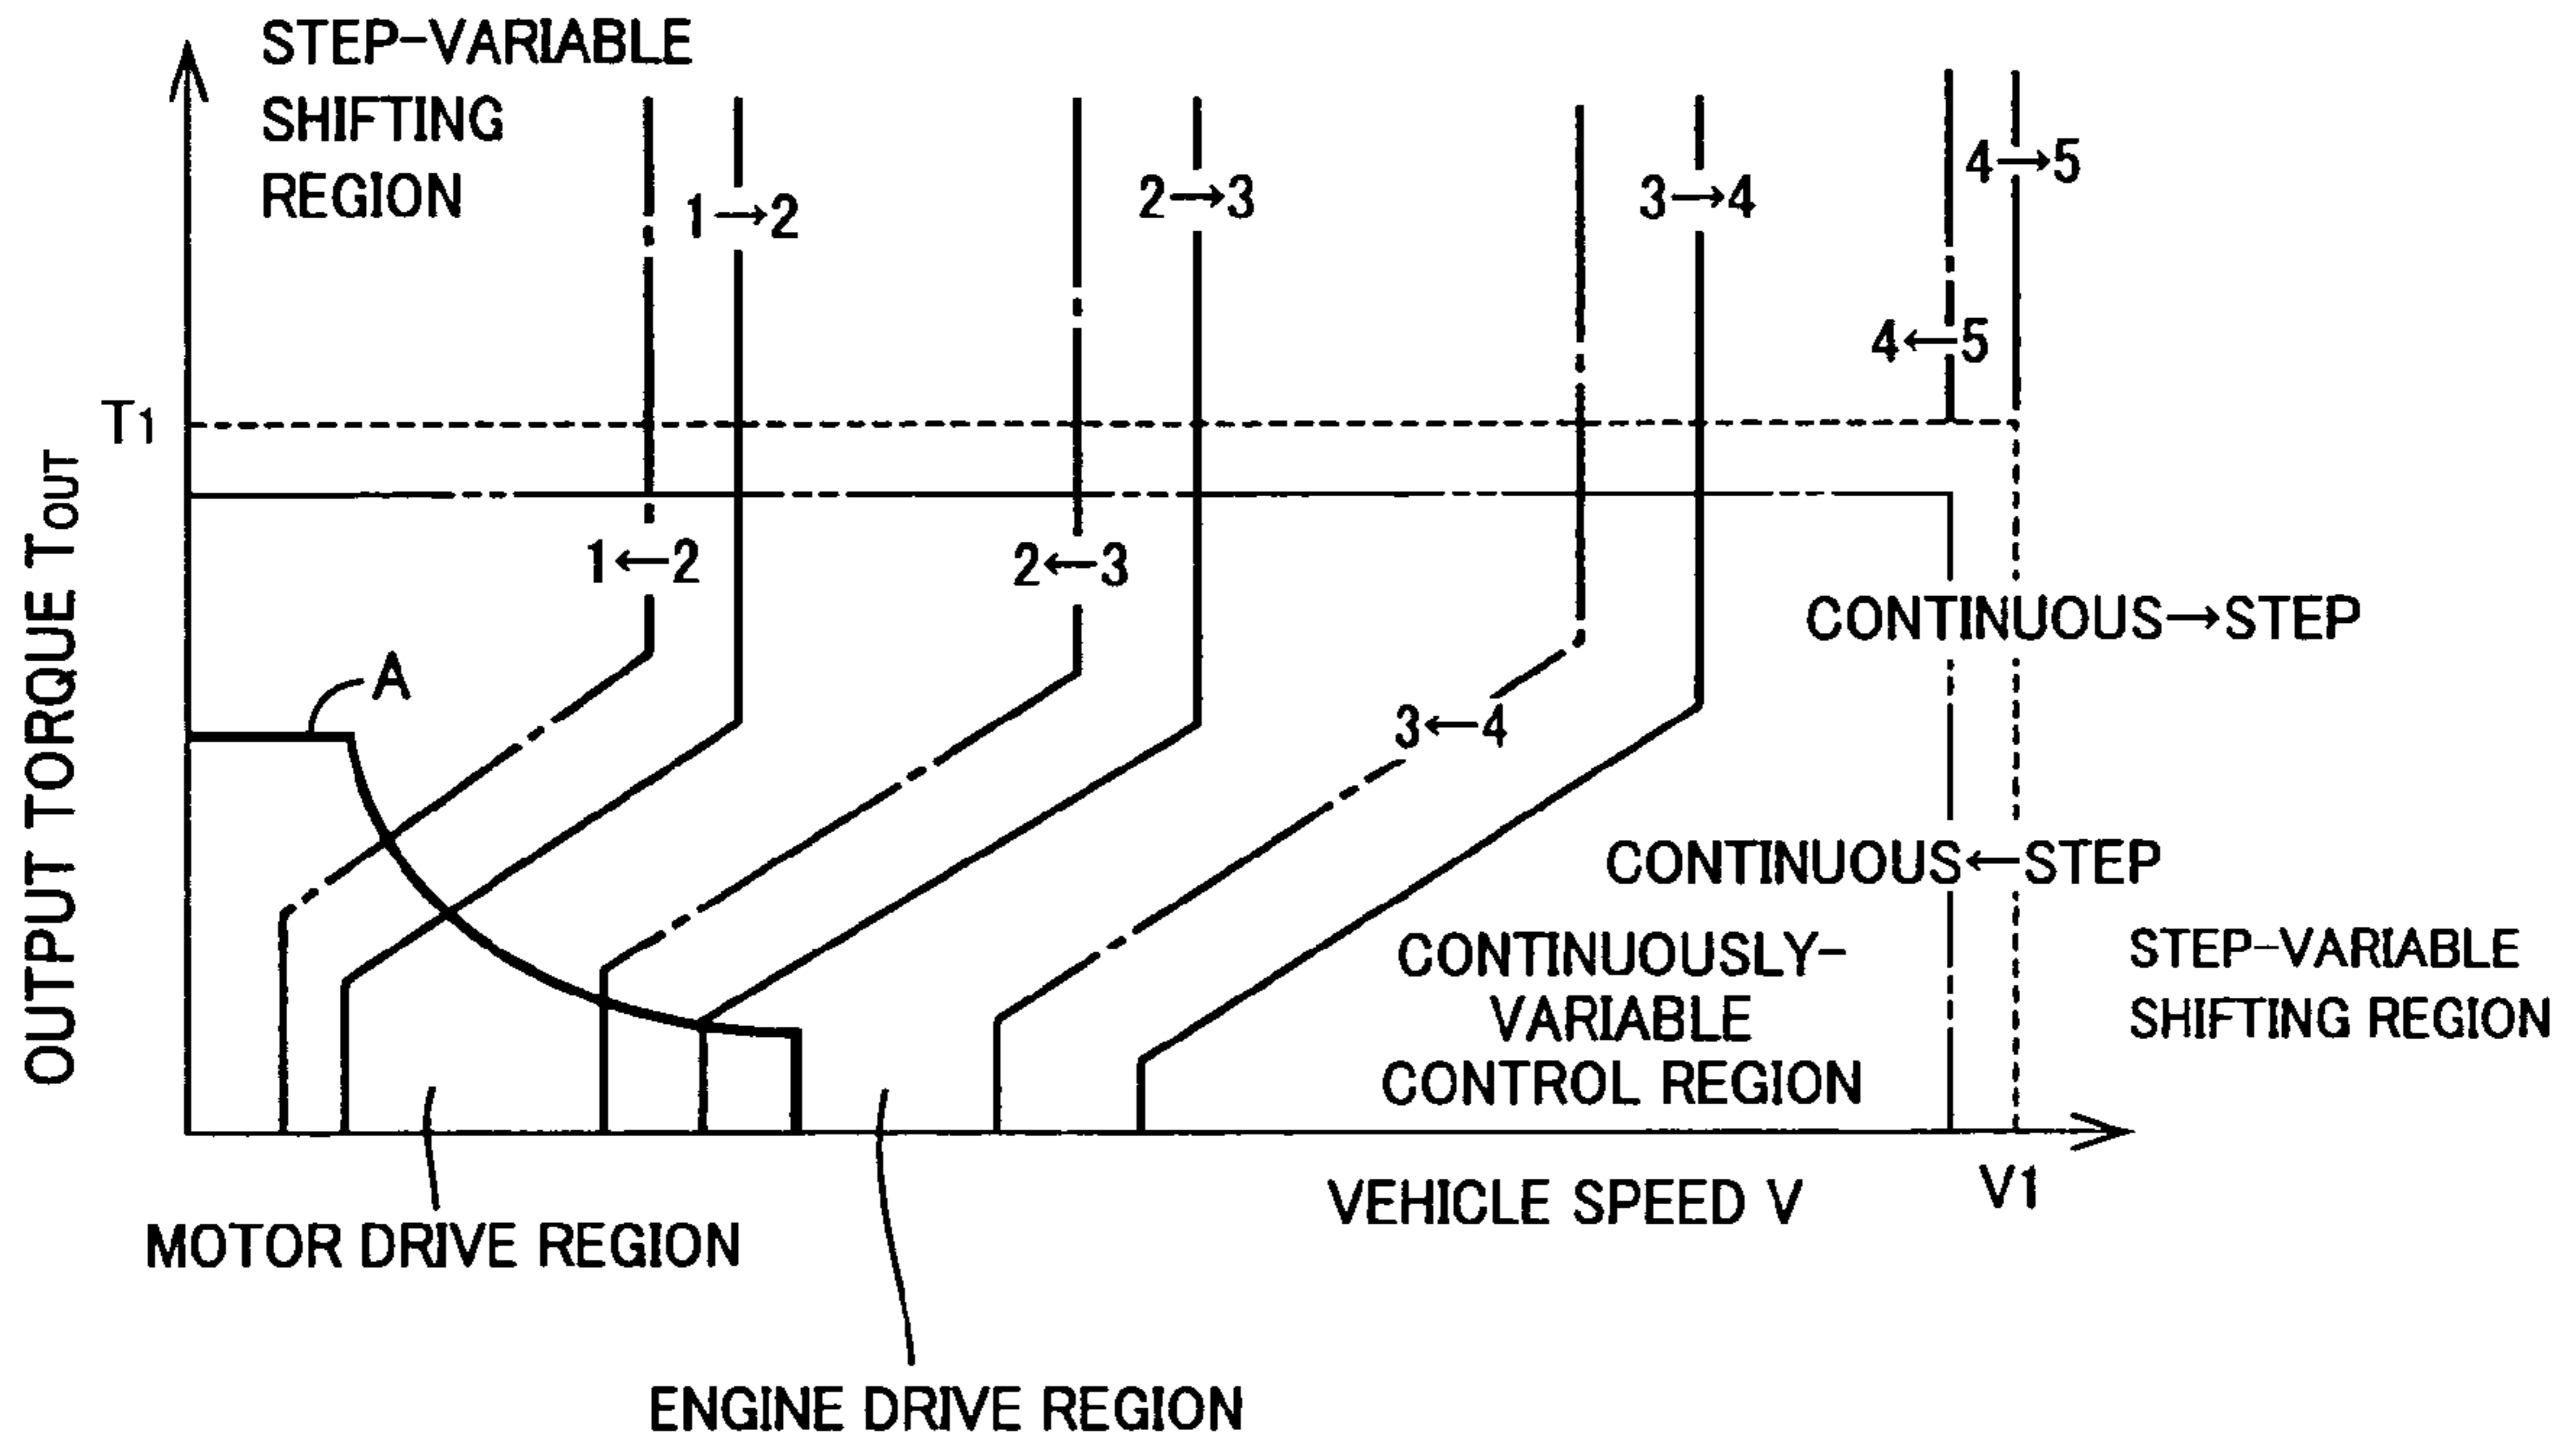 STEP-VARIABLE
SHIFTING
REGION
1→2
2→3
3→4
4→5
4←5
T1
1←2
2←3
CONTINUOUS→STEP
OUTPUT TORQUE TOUT
A
3←4
CONTINUOUS←STEP
CONTINUOUSLY-
VARIABLE
CONTROL REGION
STEP-VARIABLE
SHIFTING REGION
VEHICLE SPEED V
V1
MOTOR DRIVE REGION
ENGINE DRIVE REGION